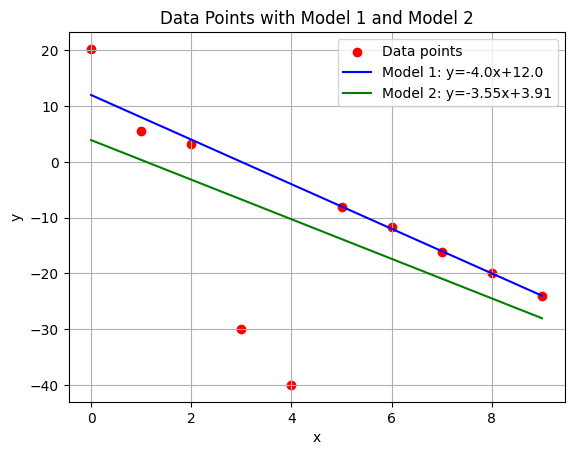 Data Points with Model 1 and Model 2
Data points
Model 1: y=-4.0x+12.0
Model 2: y=-3.55x+3.91
20
10
0
−10
−20
−30
−40
y
0
2
4
6
8
x